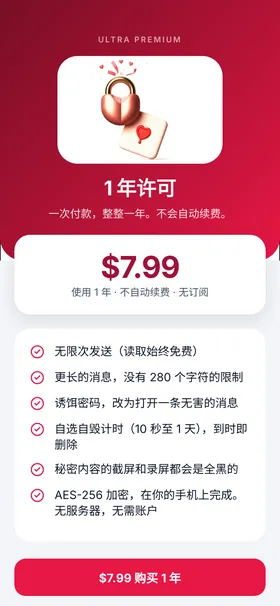 ULTRA PREMIUM
1 年许可
一次付款，整整一年。不会自动续费。
$7.99
使用 1 年 · 不自动续费 · 无订阅
无限次发送（读取始终免费）
更长的消息，没有 280 个字符的限制
诱饵密码，改为打开一条无害的消息
自选自毁计时（10 秒至 1 天），到时即
删除
秘密内容的截屏和录屏都会是全黑的
AES-256 加密，在你的手机上完成。
无服务器，无需账户
$7.99 购买 1 年